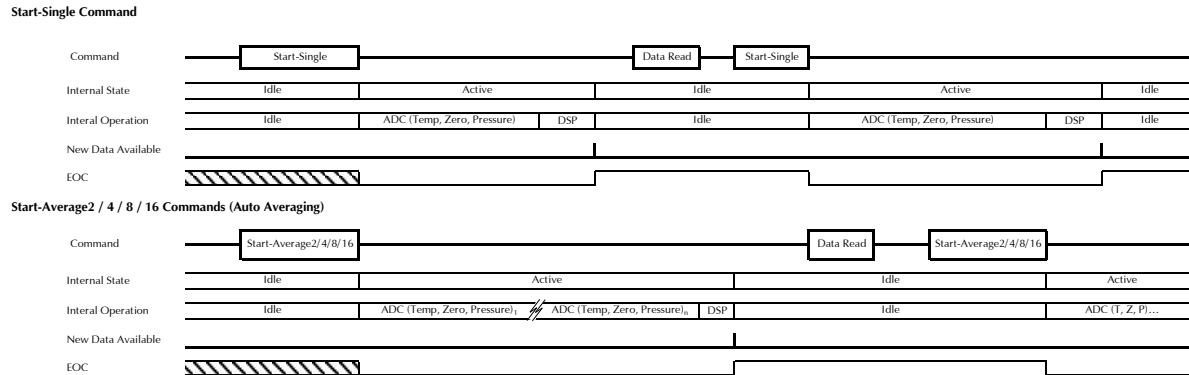 Start-Single Command
Command Start-Single Data Read Start-Single
Internal State Idle Active Idle Active Idle
Interal Operation Idle ADC (Temp, Zero, Pressure) DSP Idle ADC (Temp, Zero, Pressure) DSP Idle
New Data Available
EOC
Start-Average2 / 4 / 8 / 16 Commands (Auto Averaging)
Command Start-Average2/4/8/16 Data Read Start-Average2/4/8/16
Internal State Idle Active Idle Active
Interal Operation Idle ADC (Temp, Zero, Pressure)₁ ADC (Temp, Zero, Pressure)ₙ DSP Idle ADC (T, Z, P)...
New Data Available
EOC